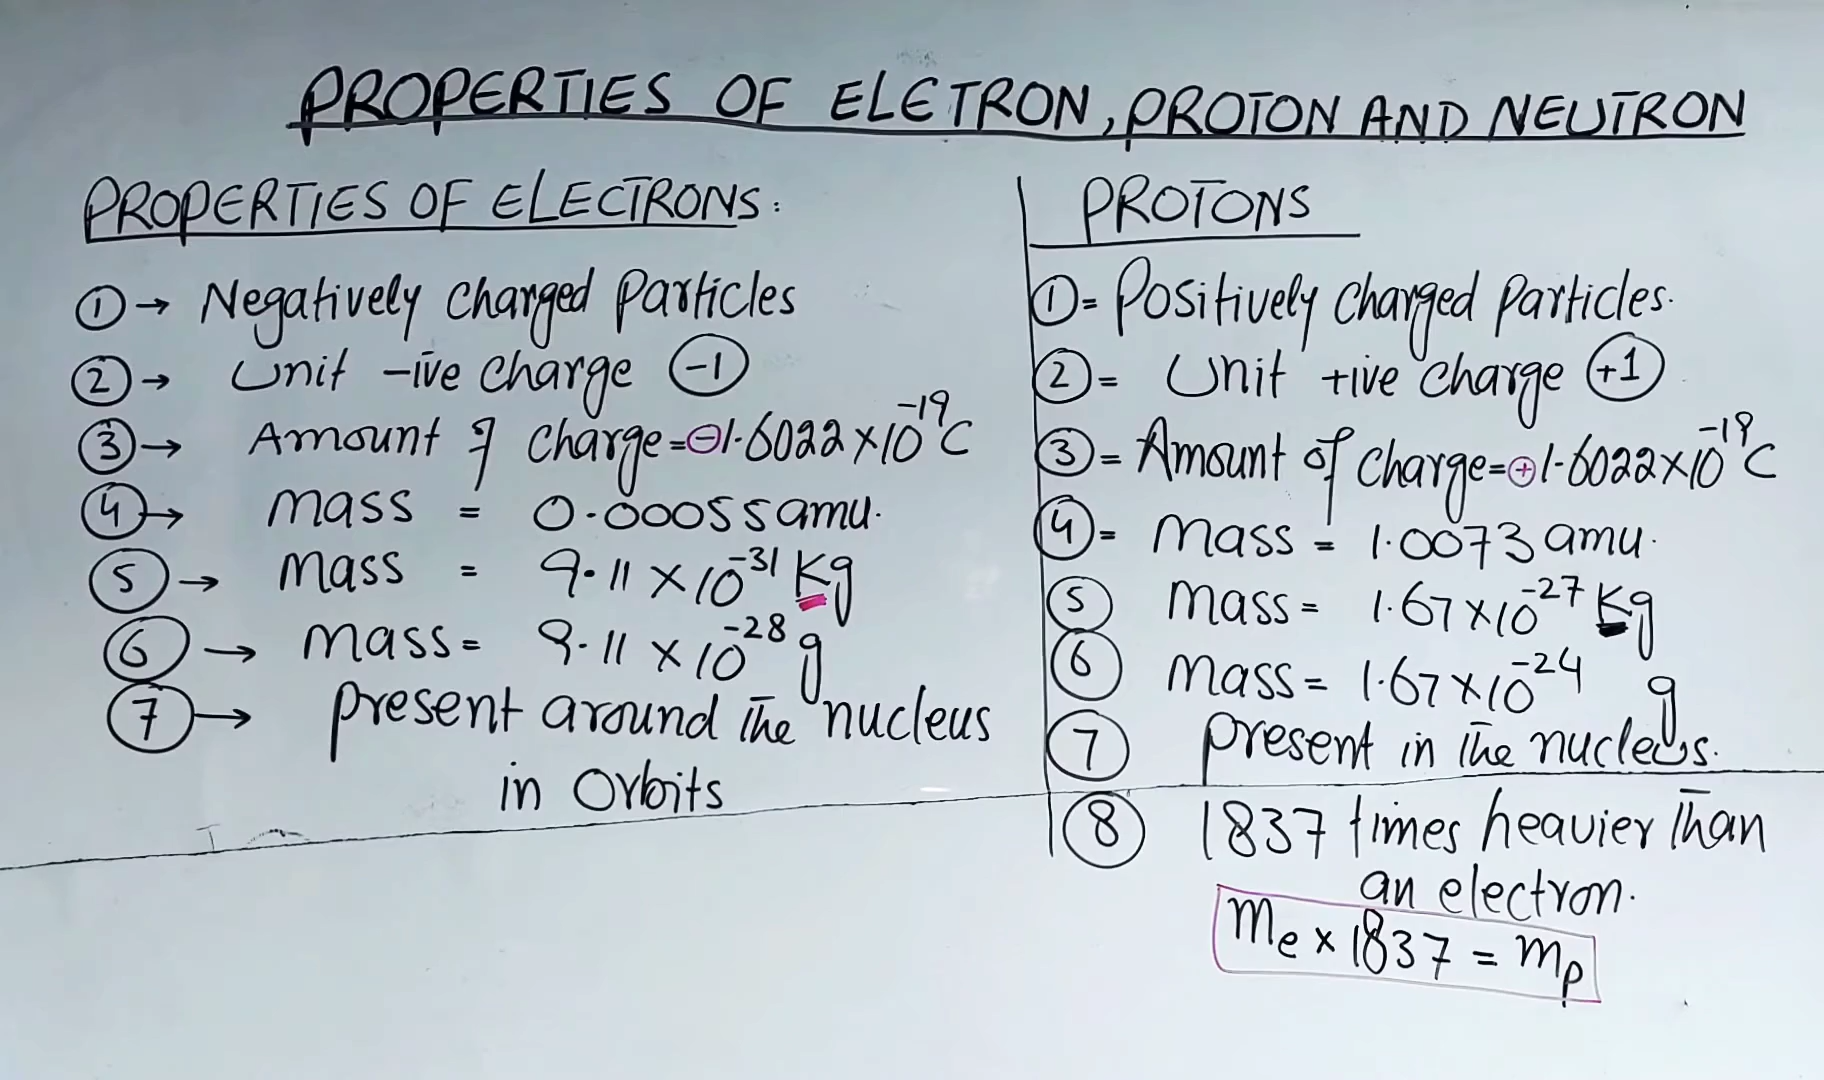 PROPERTIES OF ELETRON, PROTON AND NEUTRON
PROPERTIES OF ELECTRONS:
① → Negatively charged Particles
② → Unit -ive charge (-1)
③ → Amount of charge = ⊖1.6022 × 10⁻¹⁹C
④ → mass = 0.00055 amu.
⑤ → mass = 9.11 × 10⁻³¹ Kg
⑥ → mass = 9.11 × 10⁻²⁸ g
⑦ → present around the nucleus
in Orbits
PROTONS
① = Positively charged particles.
② = Unit +ive charge (+1)
③ = Amount of charge = ⊕1.6022 × 10⁻¹⁹C
④ = mass = 1.0073 amu.
⑤ mass = 1.67 × 10⁻²⁷ Kg
⑥ mass = 1.67 × 10⁻²⁴ g
⑦ present in the nucleus.
⑧ 1837 times heavier than
an electron.
mₑ × 1837 = mₚ